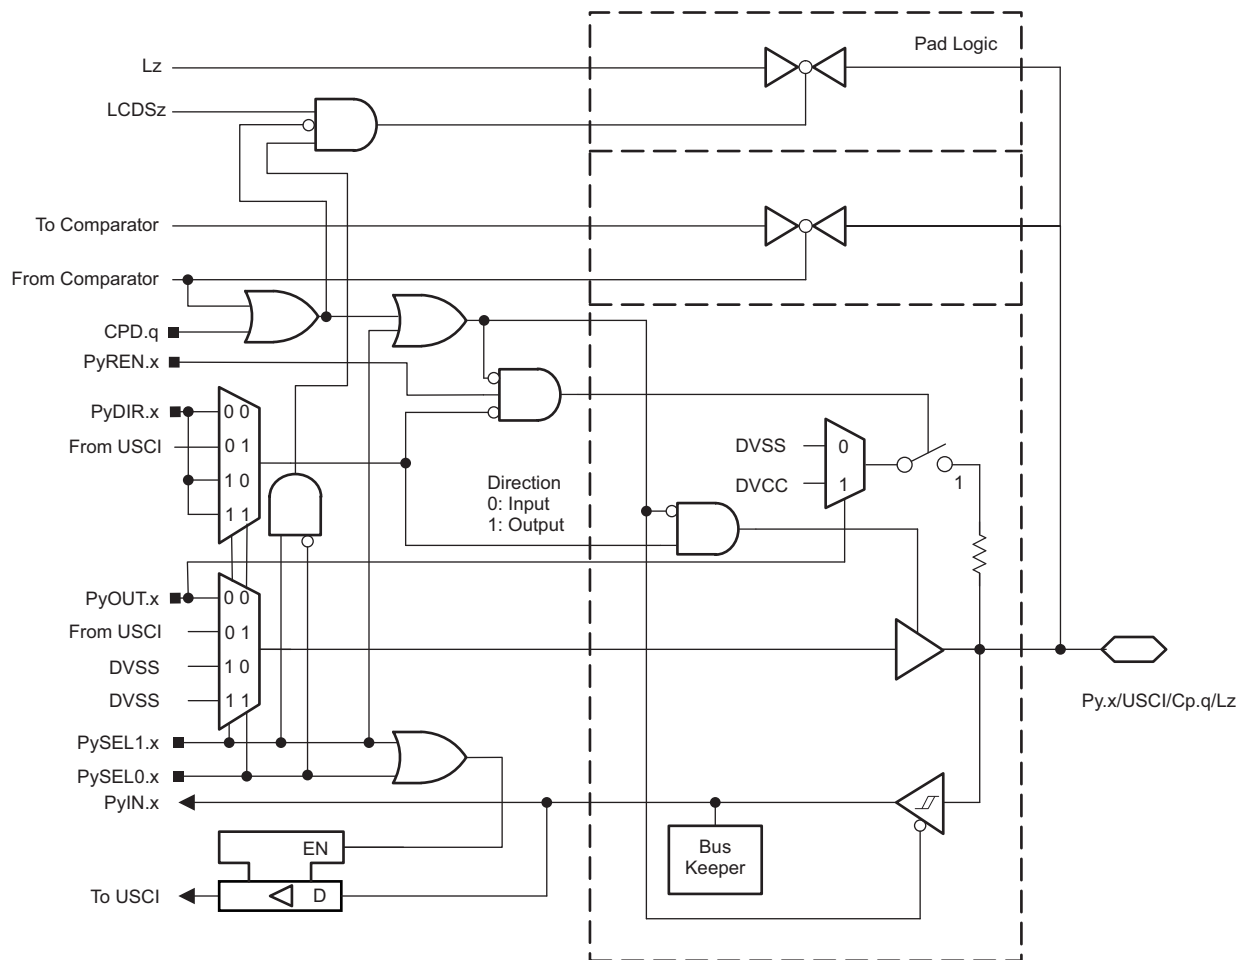 Pad Logic
Lz
LCDSz
To Comparator
From Comparator
CPD.q
PyREN.x
PyDIR.x
0 0
From USCI
0 1
1 0
1 1
Direction
0: Input
1: Output
DVSS
0
DVCC
1
1
PyOUT.x
0 0
From USCI
0 1
DVSS
1 0
DVSS
1 1
Py.x/USCI/Cp.q/Lz
PySEL1.x
PySEL0.x
PyIN.x
Bus
Keeper
EN
To USCI
D